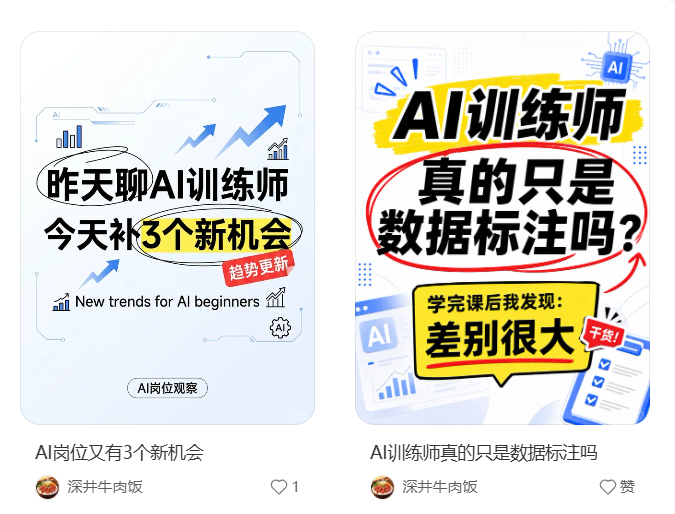 AI
昨天聊AI训练师
今天补3个新机会
趋势更新
New trends for AI beginners
AI
AI岗位观察
AI岗位又有3个新机会
深井牛肉饭
1
AI
AI训练师
真的只是
数据标注吗?
学完课后我发现:
差别很大
干货!
AI
AI训练师真的只是数据标注吗
深井牛肉饭
赞